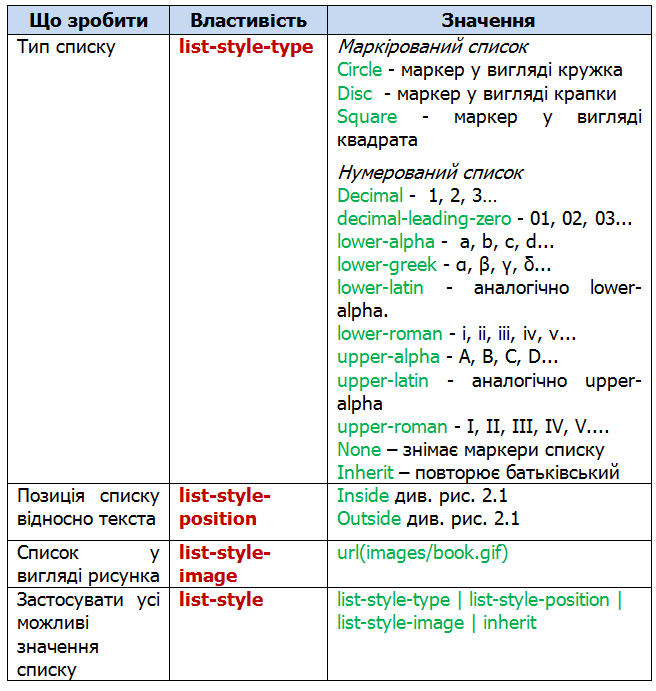 Що зробити
Властивість
Значення
Тип списку
list-style-type
Маркірований список
Circle - маркер у вигляді кружка
Disc - маркер у вигляді крапки
Square - маркер у вигляді
квадрата
Нумерований список
Decimal - 1, 2, 3…
decimal-leading-zero - 01, 02, 03...
lower-alpha - a, b, c, d...
lower-greek - α, β, γ, δ...
lower-latin - аналогічно lower-
alpha.
lower-roman - i, ii, iii, iv, v...
upper-alpha - A, B, C, D...
upper-latin - аналогічно upper-
alpha
upper-roman - I, II, III, IV, V....
None – знімає маркери списку
Inherit – повторює батьківський
Позиція списку
відносно текста
list-style-
position
Inside див. рис. 2.1
Outside див. рис. 2.1
Список у
вигляді рисунка
list-style-
image
url(images/book.gif)
Застосувати усі
можливі
значення
списку
list-style
list-style-type | list-style-position |
list-style-image | inherit